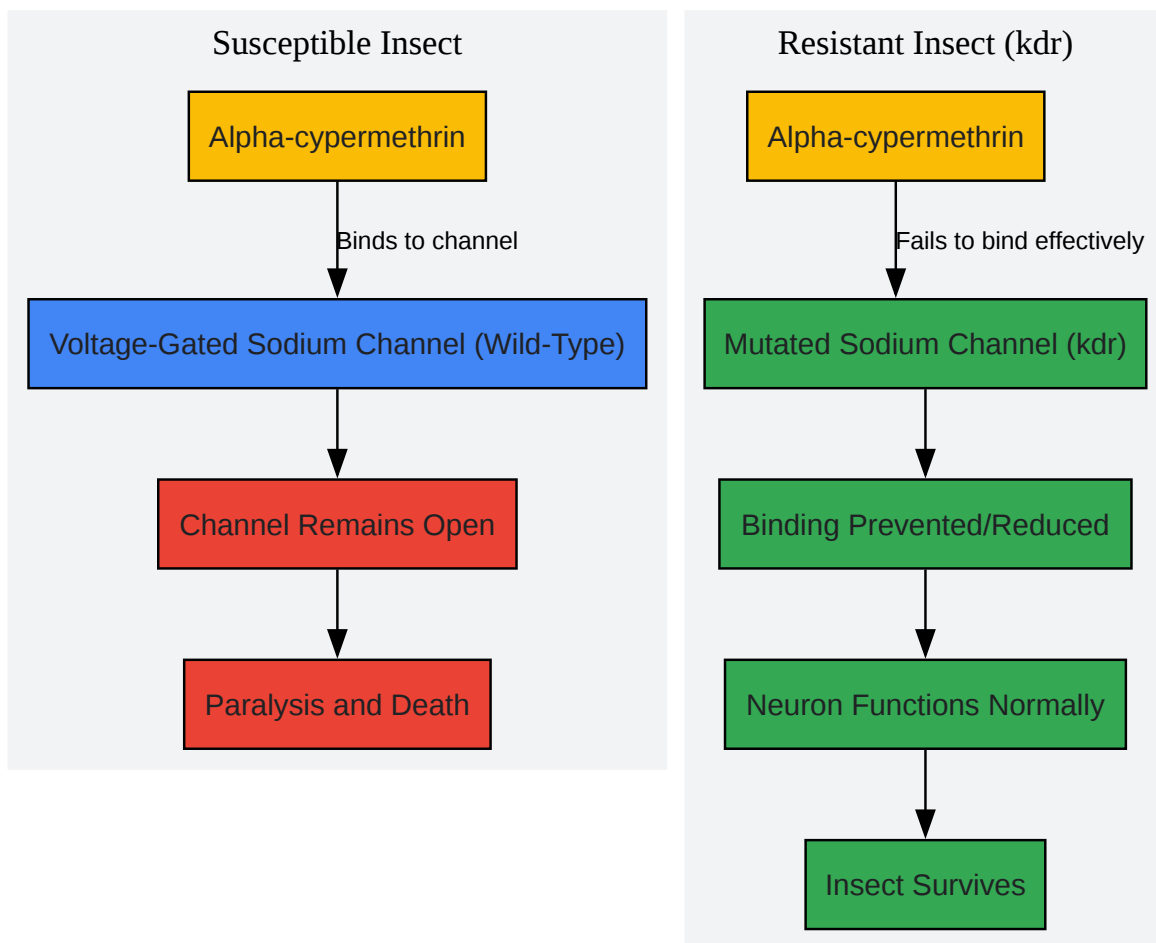 Susceptible Insect
Alpha-cypermethrin
Binds to channel
Voltage-Gated Sodium Channel (Wild-Type)
Channel Remains Open
Paralysis and Death
Resistant Insect (kdr)
Alpha-cypermethrin
Fails to bind effectively
Mutated Sodium Channel (kdr)
Binding Prevented/Reduced
Neuron Functions Normally
Insect Survives